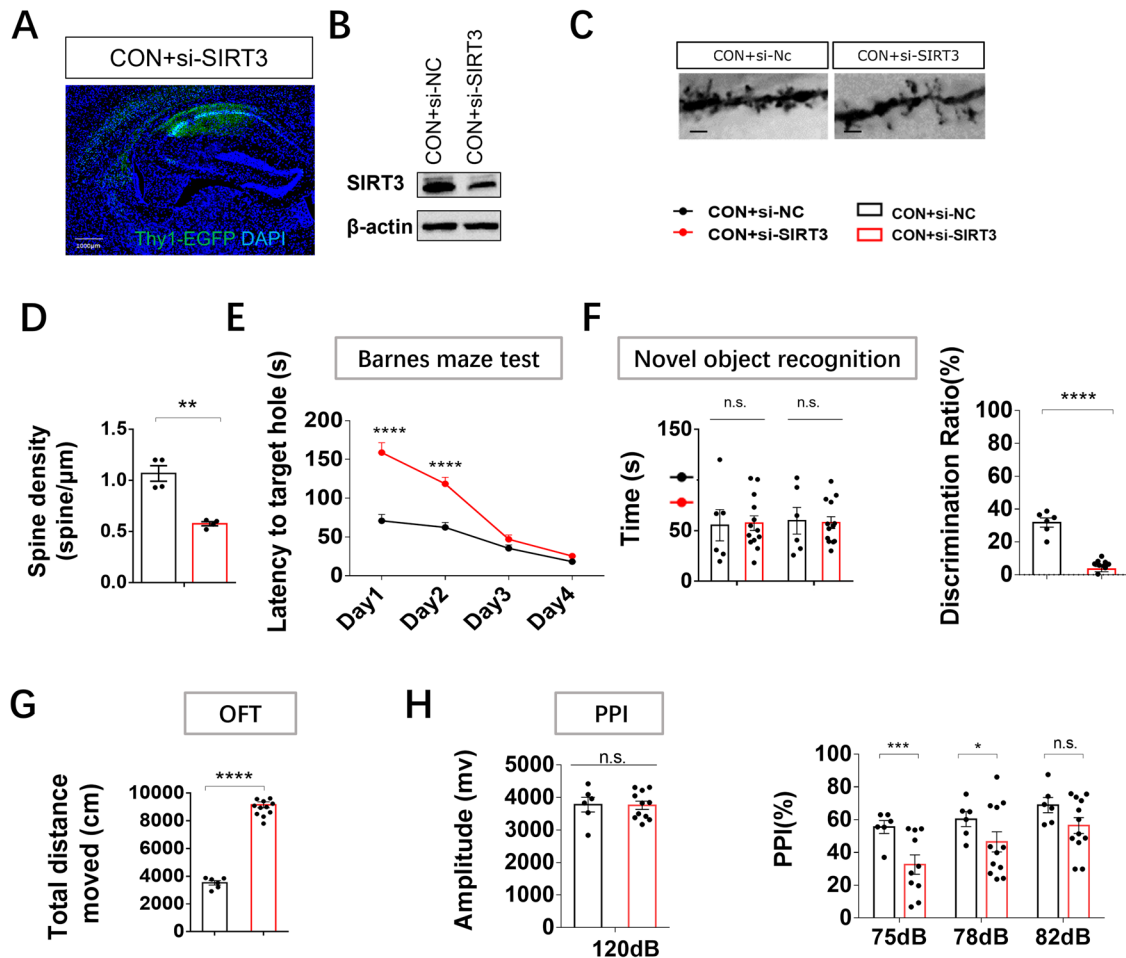 A
CON+si-SIRT3
Thy1-EGFP DAPI
1000μm
B
CON+si-NC
CON+si-SIRT3
SIRT3
β-actin
C
CON+si-Nc
CON+si-SIRT3
CON+si-NC
CON+si-SIRT3
CON+si-NC
CON+si-SIRT3
D
Spine density
(spine/μm)
**
1.5
1.0
0.5
0.0
E
Barnes maze test
Latency to target hole (s)
200
150
100
50
0
****
****
Day1
Day2
Day3
Day4
F
Novel object recognition
Time (s)
n.s.
n.s.
150
50
0
Discrimination Ratio(%)
****
100
80
60
40
20
0
G
OFT
Total distance
moved (cm)
****
10000
8000
6000
4000
2000
0
H
PPI
Amplitude (mv)
n.s.
5000
4000
3000
2000
1000
0
120dB
PPI(%)
***
*
n.s.
100
80
60
40
20
0
75dB
78dB
82dB